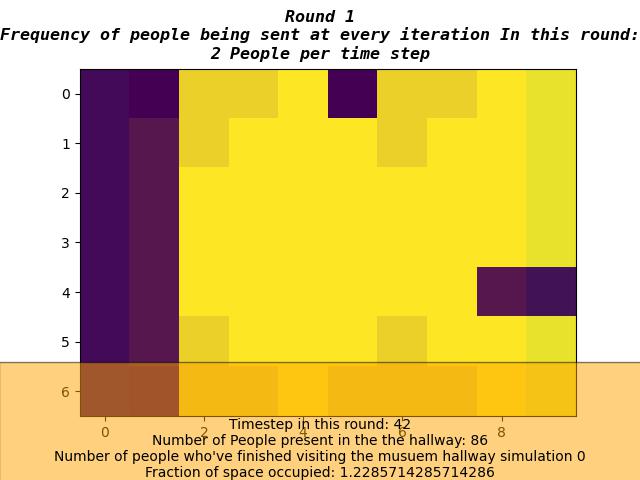 Round 1
Frequency of people being sent at every iteration In this round:
2 People per time step
0
1
2
3
4
5
6
0 2 4 6 8
Timestep in this round: 42
Number of People present in the the hallway: 86
Number of people who've finished visiting the musuem hallway simulation 0
Fraction of space occupied: 1.2285714285714286